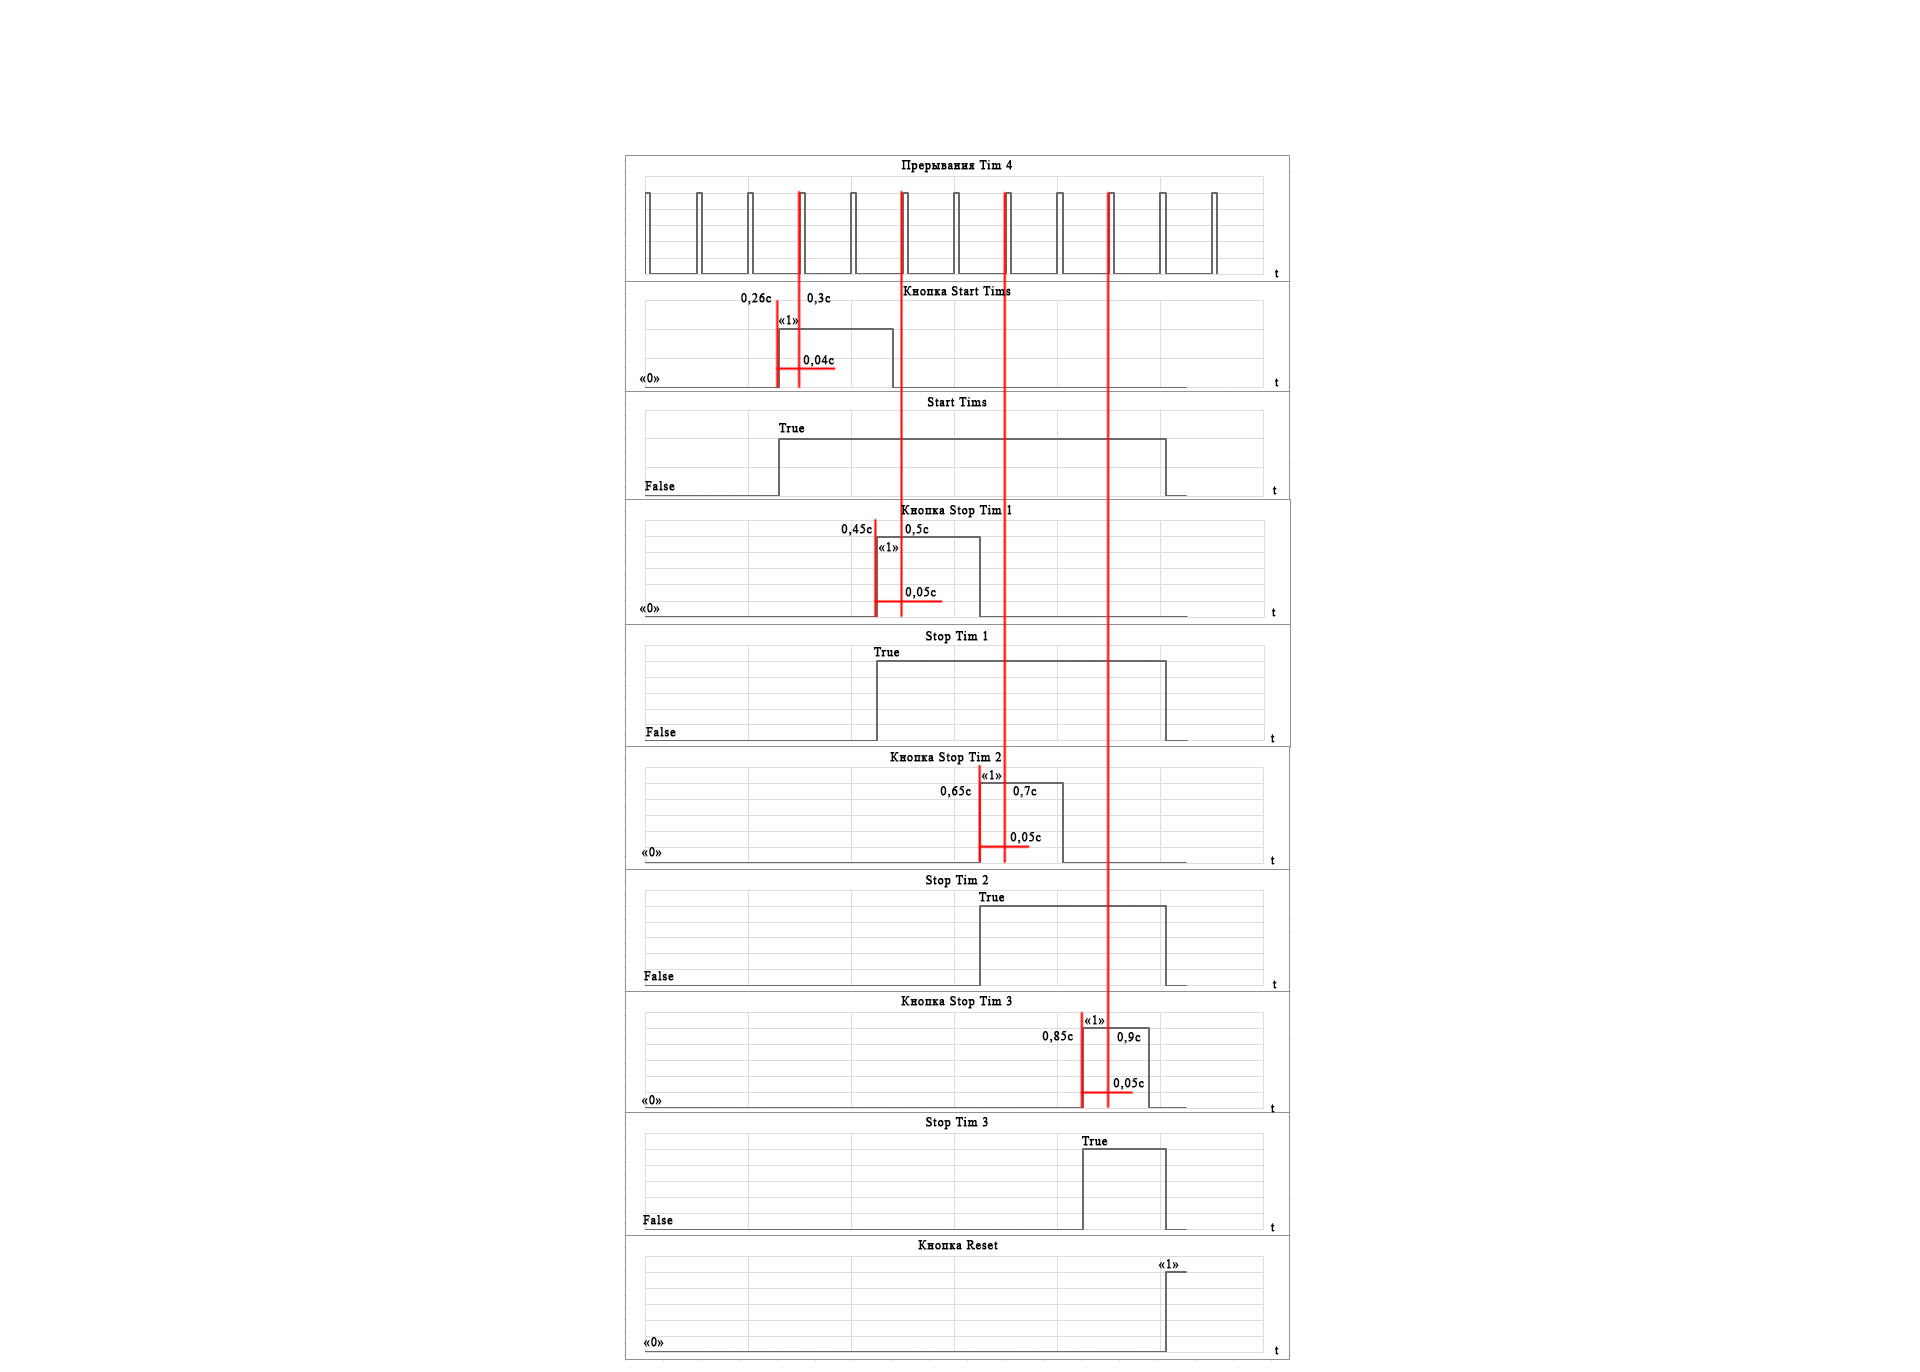 Прерывания Tim 4
t
Кнопка Start Tims
0,26с
0,3с
«1»
0,04с
«0»
t
Start Tims
True
False
t
Кнопка Stop Tim 1
0,45с
0,5с
«1»
0,05с
«0»
t
Stop Tim 1
True
False
t
Кнопка Stop Tim 2
«1»
0,65с
0,7с
0,05с
«0»
t
Stop Tim 2
True
False
t
Кнопка Stop Tim 3
«1»
0,85с
0,9с
0,05с
«0»
t
Stop Tim 3
True
False
t
Кнопка Reset
«1»
«0»
t